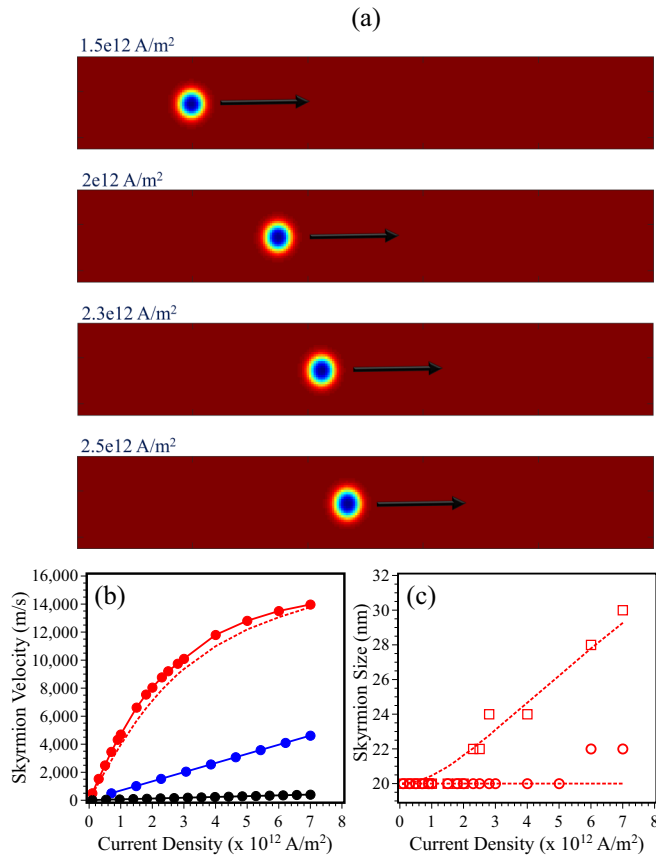 (a)
1.5e12 A/m²
2e12 A/m²
2.3e12 A/m²
2.5e12 A/m²
(b)
16,000
14,000
12,000
10,000
8,000
6,000
4,000
2,000
0
Skyrmion Velocity (m/s)
0 1 2 3 4 5 6 7 8
Current Density (x 10¹² A/m²)
(c)
32
30
28
26
24
22
20
Skyrmion Size (nm)
0 1 2 3 4 5 6 7 8
Current Density (x 10¹² A/m²)